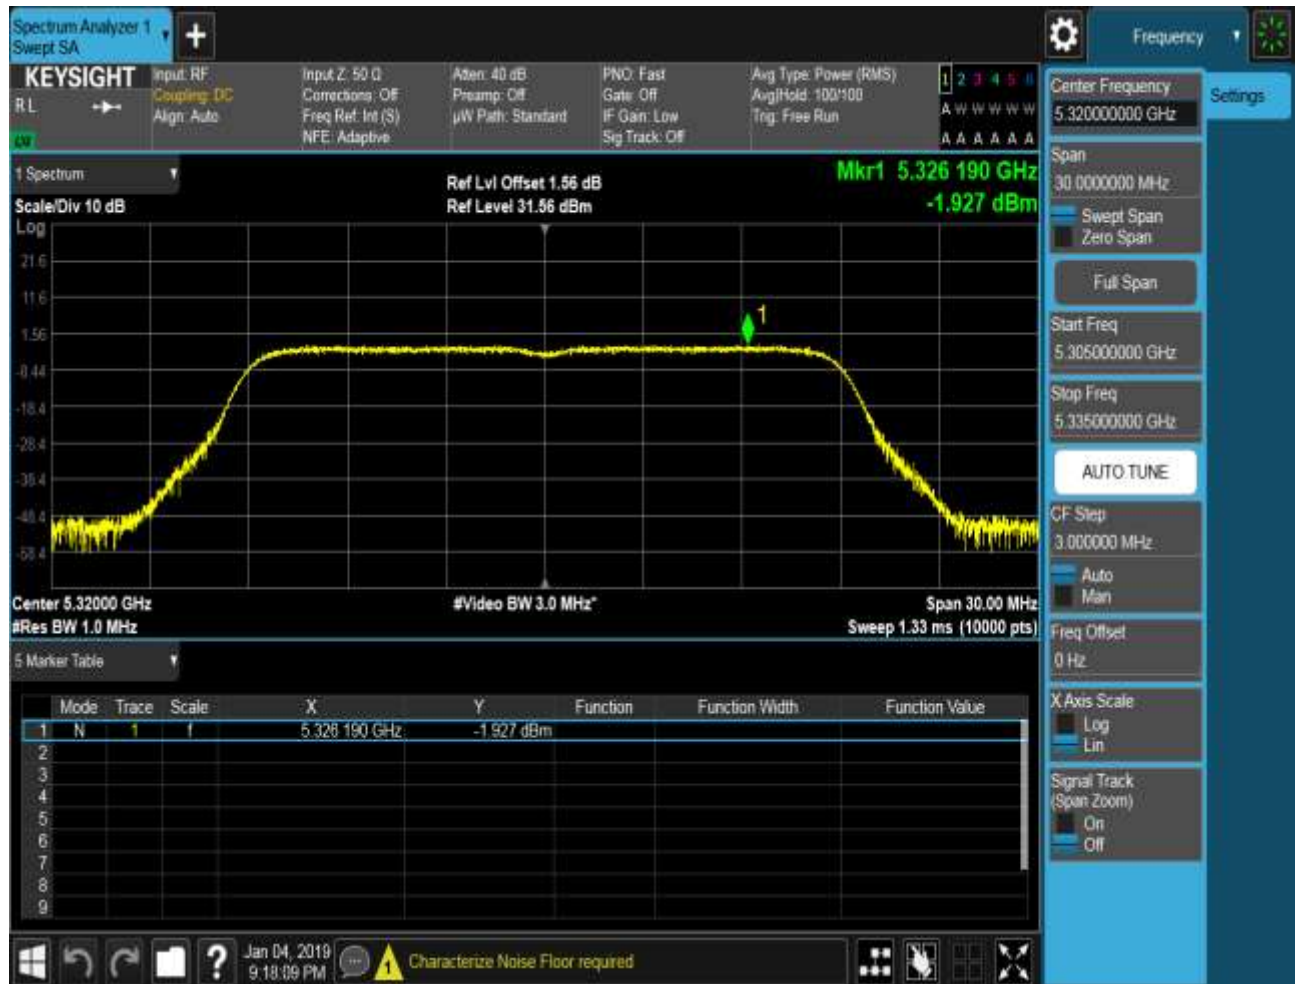 Spectrum Analyzer 1
Swept SA
+
Frequency
KEYSIGHT
RL
Input: RF
Coupling: DC
Align: Auto
Input Z: 50 Ω
Corrections: Off
Freq Ref: Int (S)
NFE: Adaptive
Atten: 40 dB
Preamp: Off
µW Path: Standard
PNO: Fast
Gate: Off
IF Gain: Low
Sig Track: Off
Avg Type: Power (RMS)
Avg|Hold: 100/100
Trig: Free Run
1 2 3 4 5 6
A W W W W W
A A A A A A
1 Spectrum
Scale/Div 10 dB
Log
Ref Lvl Offset 1.56 dB
Ref Level 31.56 dBm
Mkr1 5.326 190 GHz
-1.927 dBm
21.6
11.6
1.56
-8.44
-18.4
-28.4
-38.4
-48.4
-58.4
1
Center 5.32000 GHz
#Res BW 1.0 MHz
#Video BW 3.0 MHz*
Span 30.00 MHz
Sweep 1.33 ms (10000 pts)
5 Marker Table
Mode Trace Scale X Y Function Function Width Function Value
1 N 1 f 5.326 190 GHz -1.927 dBm
2
3
4
5
6
7
8
9
Jan 04, 2019
9:18:09 PM
Characterize Noise Floor required
Settings
Center Frequency
5.320000000 GHz
Span
30.0000000 MHz
Swept Span
Zero Span
Full Span
Start Freq
5.305000000 GHz
Stop Freq
5.335000000 GHz
AUTO TUNE
CF Step
3.000000 MHz
Auto
Man
Freq Offset
0 Hz
X Axis Scale
Log
Lin
Signal Track
(Span Zoom)
On
Off